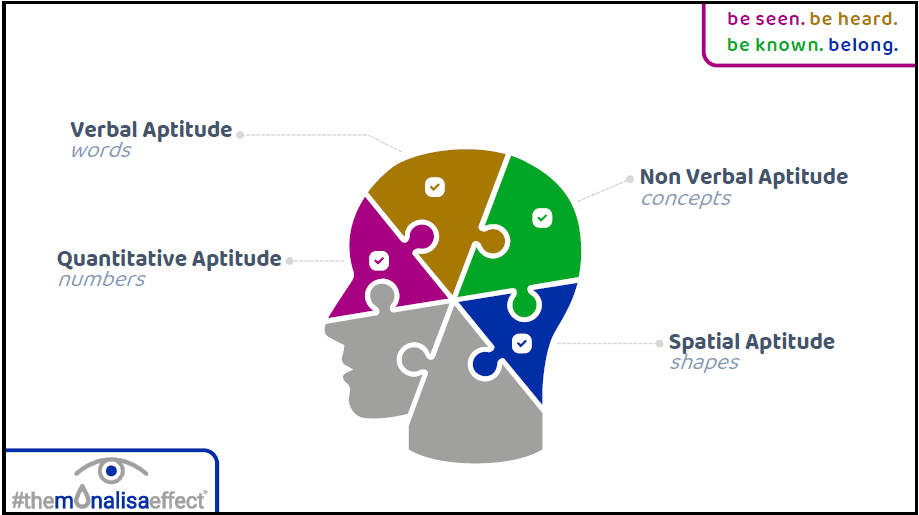 be seen. be heard.
be known. belong.
Verbal Aptitude
words
Non Verbal Aptitude
concepts
Quantitative Aptitude
numbers
Spatial Aptitude
shapes
#themonalisaeffect®